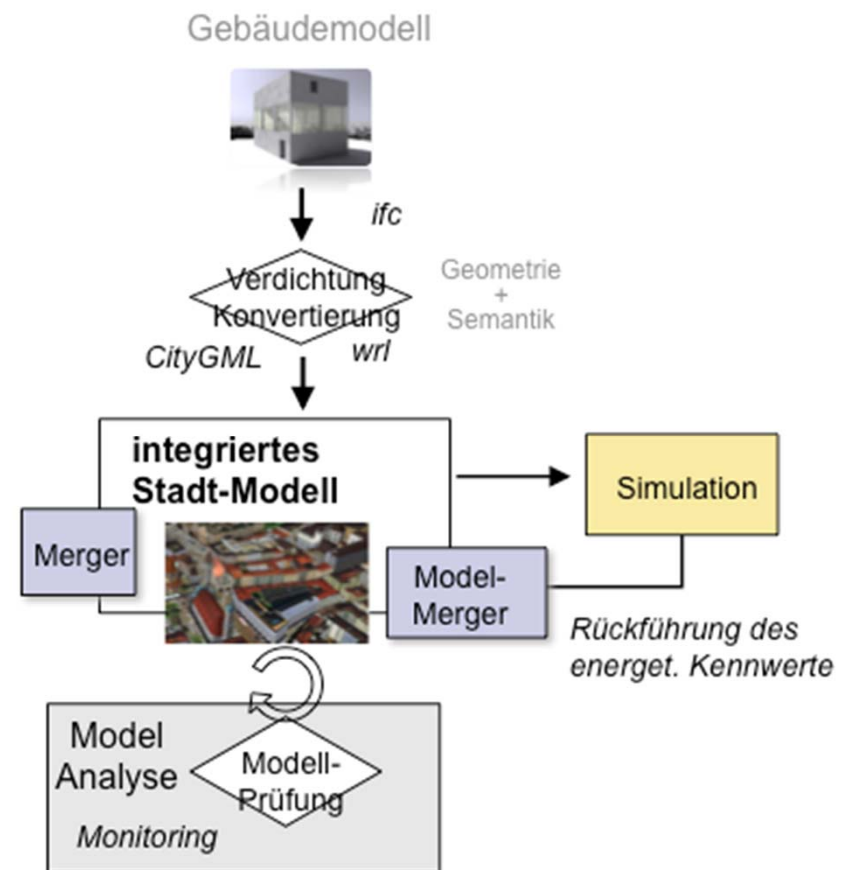 Gebäudemodell
ifc
Verdichtung
Konvertierung
Geometrie
+
Semantik
CityGML
wrl
integriertes
Stadt-Modell
Simulation
Merger
Model-
Merger
Rückführung des
energet. Kennwerte
Model
Analyse
Modell-
Prüfung
Monitoring